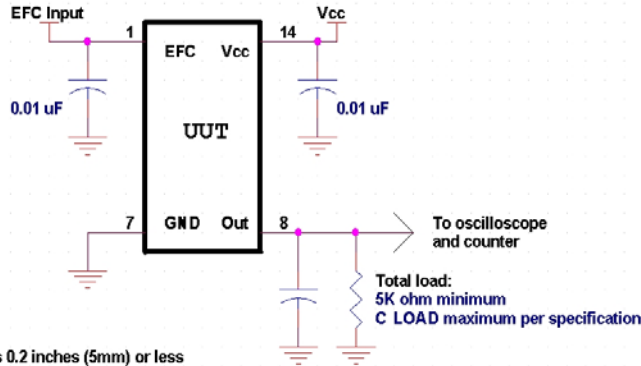 EFC Input
Vcc
1
14
EFC Vcc
0.01 uF
0.01 uF
UUT
7
GND Out
8
To oscilloscope
and counter
Total load:
5K ohm minimum
C LOAD maximum per specification
0.2 inches (5mm) or less